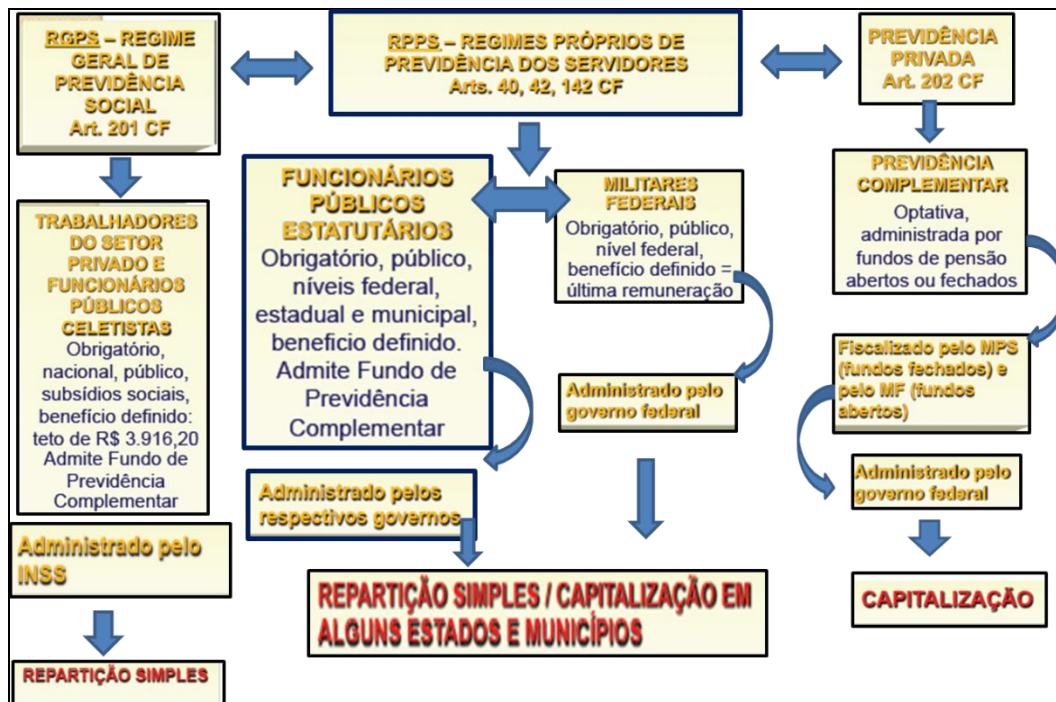 RGPS – REGIME
GERAL DE
PREVIDÊNCIA
SOCIAL
Art. 201 CF
RPPS – REGIMES PRÓPRIOS DE
PREVIDÊNCIA DOS SERVIDORES
Arts. 40, 42, 142 CF
PREVIDÊNCIA
PRIVADA
Art. 202 CF
TRABALHADORES
DO SETOR
PRIVADO E
FUNCIONÁRIOS
PÚBLICOS
CELETISTAS
Obrigatório,
nacional, público,
subsídios sociais,
benefício definido:
teto de R$ 3.916,20
Admite Fundo de
Previdência
Complementar
Administrado pelo
INSS
REPARTIÇÃO SIMPLES
FUNCIONÁRIOS
PÚBLICOS
ESTATUTÁRIOS
Obrigatório, público,
níveis federal,
estadual e municipal,
beneficio definido.
Admite Fundo de
Previdência
Complementar
Administrado pelos
respectivos governos
MILITARES
FEDERAIS
Obrigatório, público,
nível federal,
benefício definido =
última remuneração
Administrado pelo
governo federal
REPARTIÇÃO SIMPLES / CAPITALIZAÇÃO EM
ALGUNS ESTADOS E MUNICÍPIOS
PREVIDÊNCIA
COMPLEMENTAR
Optativa,
administrada por
fundos de pensão
abertos ou fechados
Fiscalizado pelo MPS
(fundos fechados) e
pelo MF (fundos
abertos)
Administrado pelo
governo federal
CAPITALIZAÇÃO